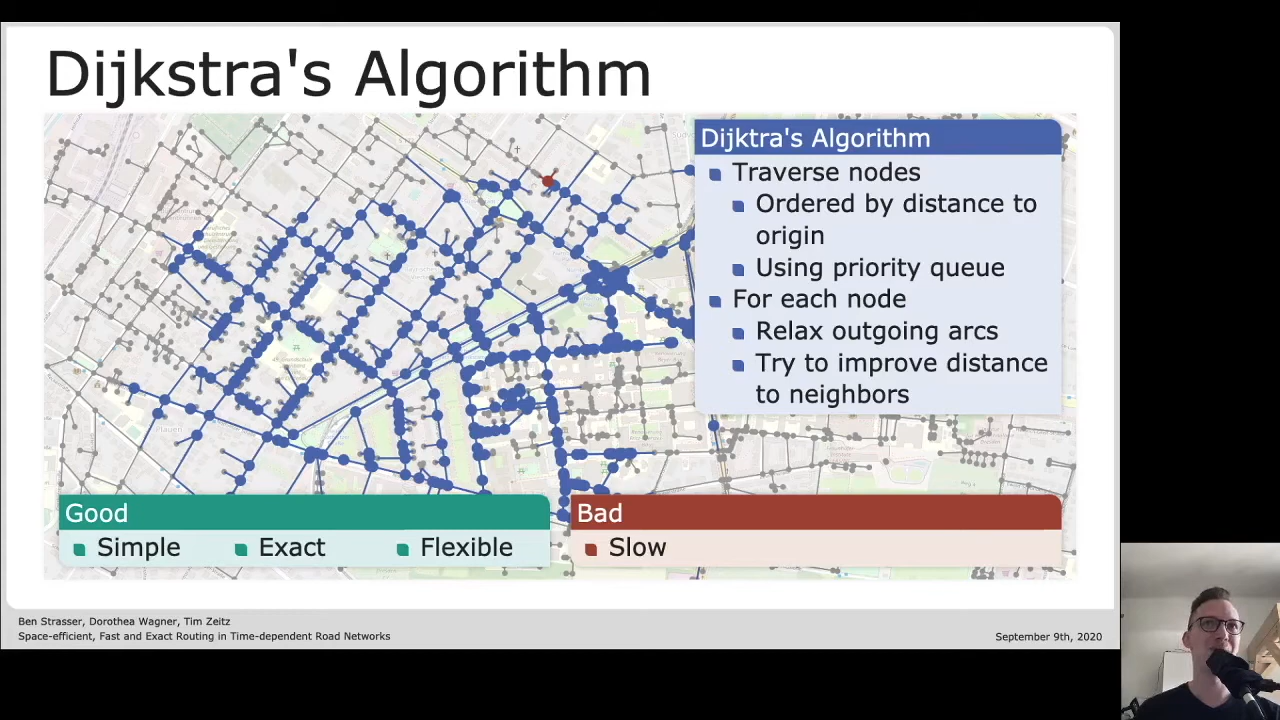 Dijkstra's Algorithm
Dijktra's Algorithm
Traverse nodes
Ordered by distance to
origin
Using priority queue
For each node
Relax outgoing arcs
Try to improve distance
to neighbors
Good
Simple
Exact
Flexible
Bad
Slow
Ben Strasser, Dorothea Wagner, Tim Zeitz
Space-efficient, Fast and Exact Routing in Time-dependent Road Networks
September 9th, 2020